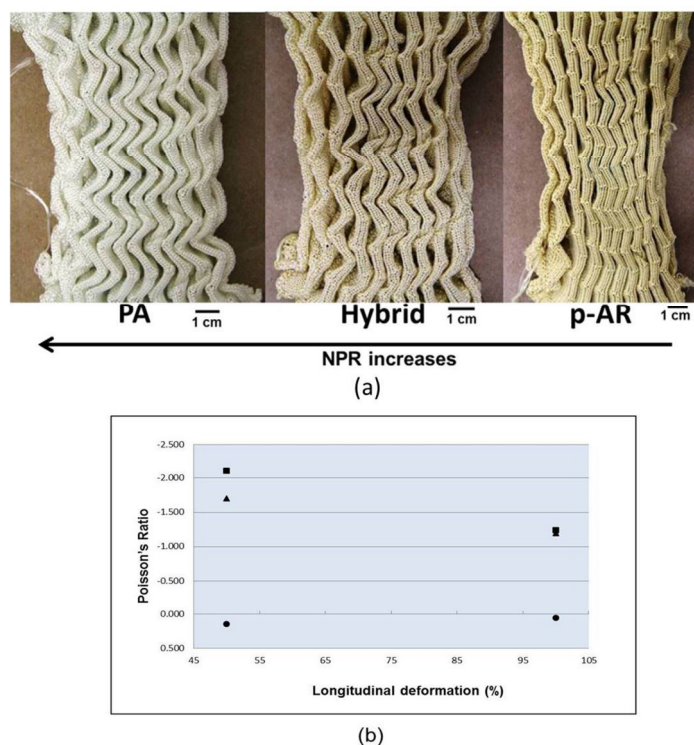 PA 1 cm Hybrid 1 cm p-AR 1 cm
NPR increases
(a)
-2.500
-2.000
-1.500
-1.000
-0.500
0.000
0.500
Poisson's Ratio
45 55 65 75 85 95 105
Longitudinal deformation (%)
(b)